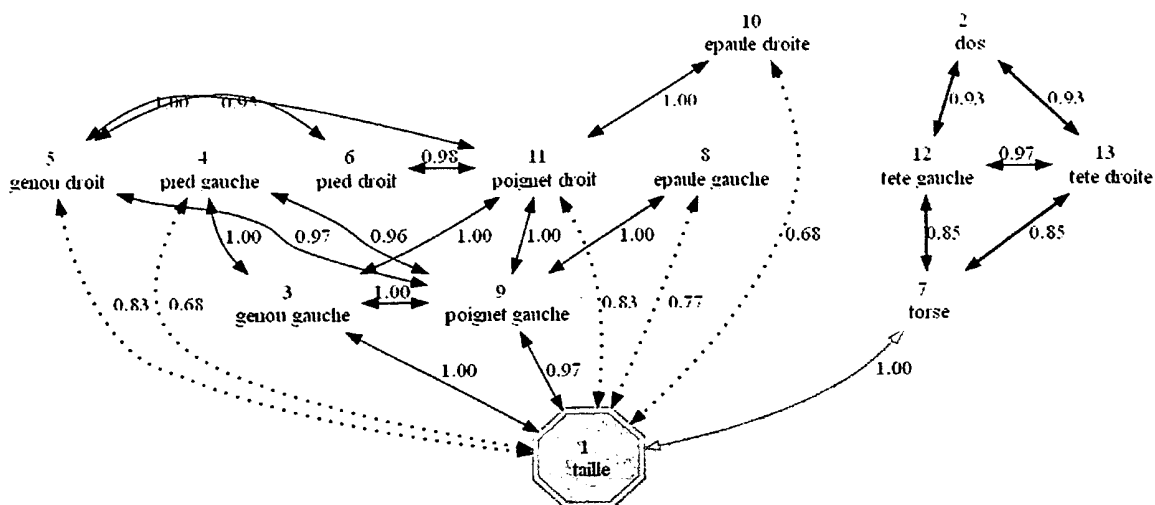 10
epaule droite
2
dos
1.00
0.93
0.93
5
genou droit
4
pied gauche
6
pied droit
0.98
11
poignet droit
8
epaule gauche
12
tete gauche
0.97
13
tete droite
1.00
0.97
0.96
1.00
1.00
1.00
0.68
0.85
0.85
0.83
0.68
3
genou gauche
1.00
9
poignet gauche
0.83
0.77
7
torse
1.00
0.97
1.00
1
taille